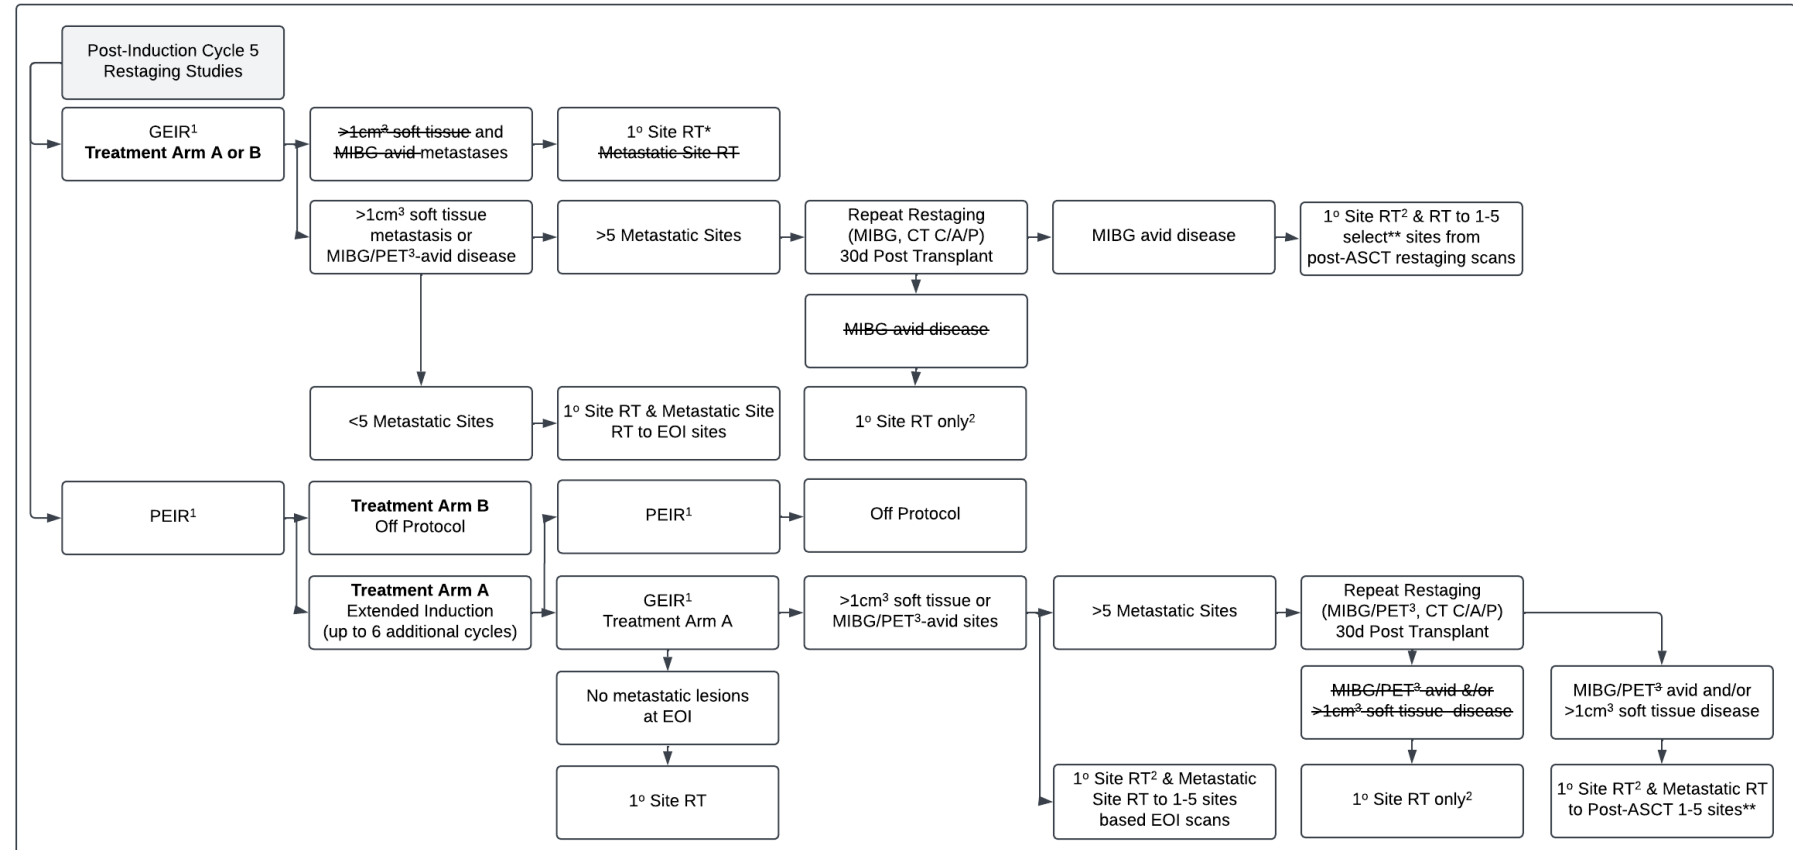 Post-Induction Cycle 5
Restaging Studies
GEIR¹
Treatment Arm A or B
>1cm³ soft tissue and
MIBG avid metastases
1º Site RT*
Metastatic Site RT
>1cm³ soft tissue
metastasis or
MIBG/PET³-avid disease
>5 Metastatic Sites
Repeat Restaging
(MIBG, CT C/A/P)
30d Post Transplant
MIBG avid disease
1º Site RT² & RT to 1-5
select** sites from
post-ASCT restaging scans
MIBG avid disease
<5 Metastatic Sites
1º Site RT & Metastatic Site
RT to EOI sites
1º Site RT only²
PEIR¹
Treatment Arm B
Off Protocol
PEIR¹
Off Protocol
Treatment Arm A
Extended Induction
(up to 6 additional cycles)
GEIR¹
Treatment Arm A
>1cm³ soft tissue or
MIBG/PET³-avid sites
>5 Metastatic Sites
Repeat Restaging
(MIBG/PET³, CT C/A/P)
30d Post Transplant
No metastatic lesions
at EOI
MIBG/PET³ avid &/or
>1cm³ soft tissue disease
MIBG/PET³ avid and/or
>1cm³ soft tissue disease
1º Site RT
1º Site RT² & Metastatic
Site RT to 1-5 sites
based EOI scans
1º Site RT only²
1º Site RT² & Metastatic RT
to Post-ASCT 1-5 sites**